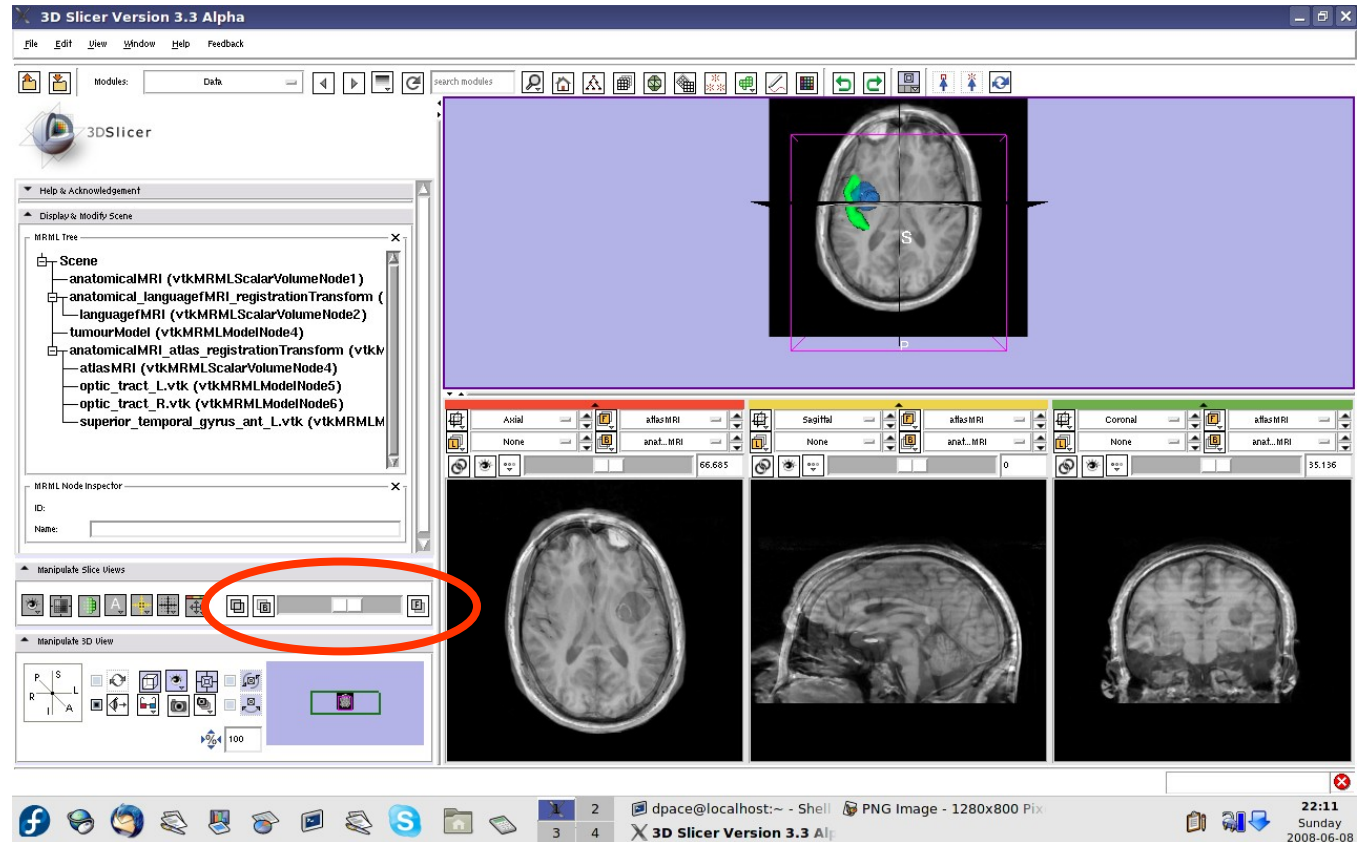 3D Slicer Version 3.3 Alpha
File Edit View Window Help Feedback
Modules: Data search modules
3DSlicer
Help & Acknowledgement
Display & Modify Scene
MRML Tree
Scene
anatomicalMRI (vtkMRMLScalarVolumeNode1)
anatomical_languagefMRI_registrationTransform (
languagefMRI (vtkMRMLScalarVolumeNode2)
tumourModel (vtkMRMLModelNode4)
anatomicalMRI_atlas_registrationTransform (vtkM
atlasMRI (vtkMRMLScalarVolumeNode4)
optic_tract_L.vtk (vtkMRMLModelNode5)
optic_tract_R.vtk (vtkMRMLModelNode6)
superior_temporal_gyrus_ant_L.vtk (vtkMRMLM
MRML Node Inspector
ID:
Name:
Manipulate Slice Views
B F
Manipulate 3D View
P S
R L
I A
100
S
P
Axial F atlasMRI
L None B anat...MRI
66.685
Sagittal F atlasMRI
L None B anat...MRI
0
Coronal F atlasMRI
L None B anat...MRI
35.136
1 2
3 4
dpace@localhost:~ - Shell
PNG Image - 1280x800 Pix
3D Slicer Version 3.3 Alp
22:11
Sunday
2008-06-08